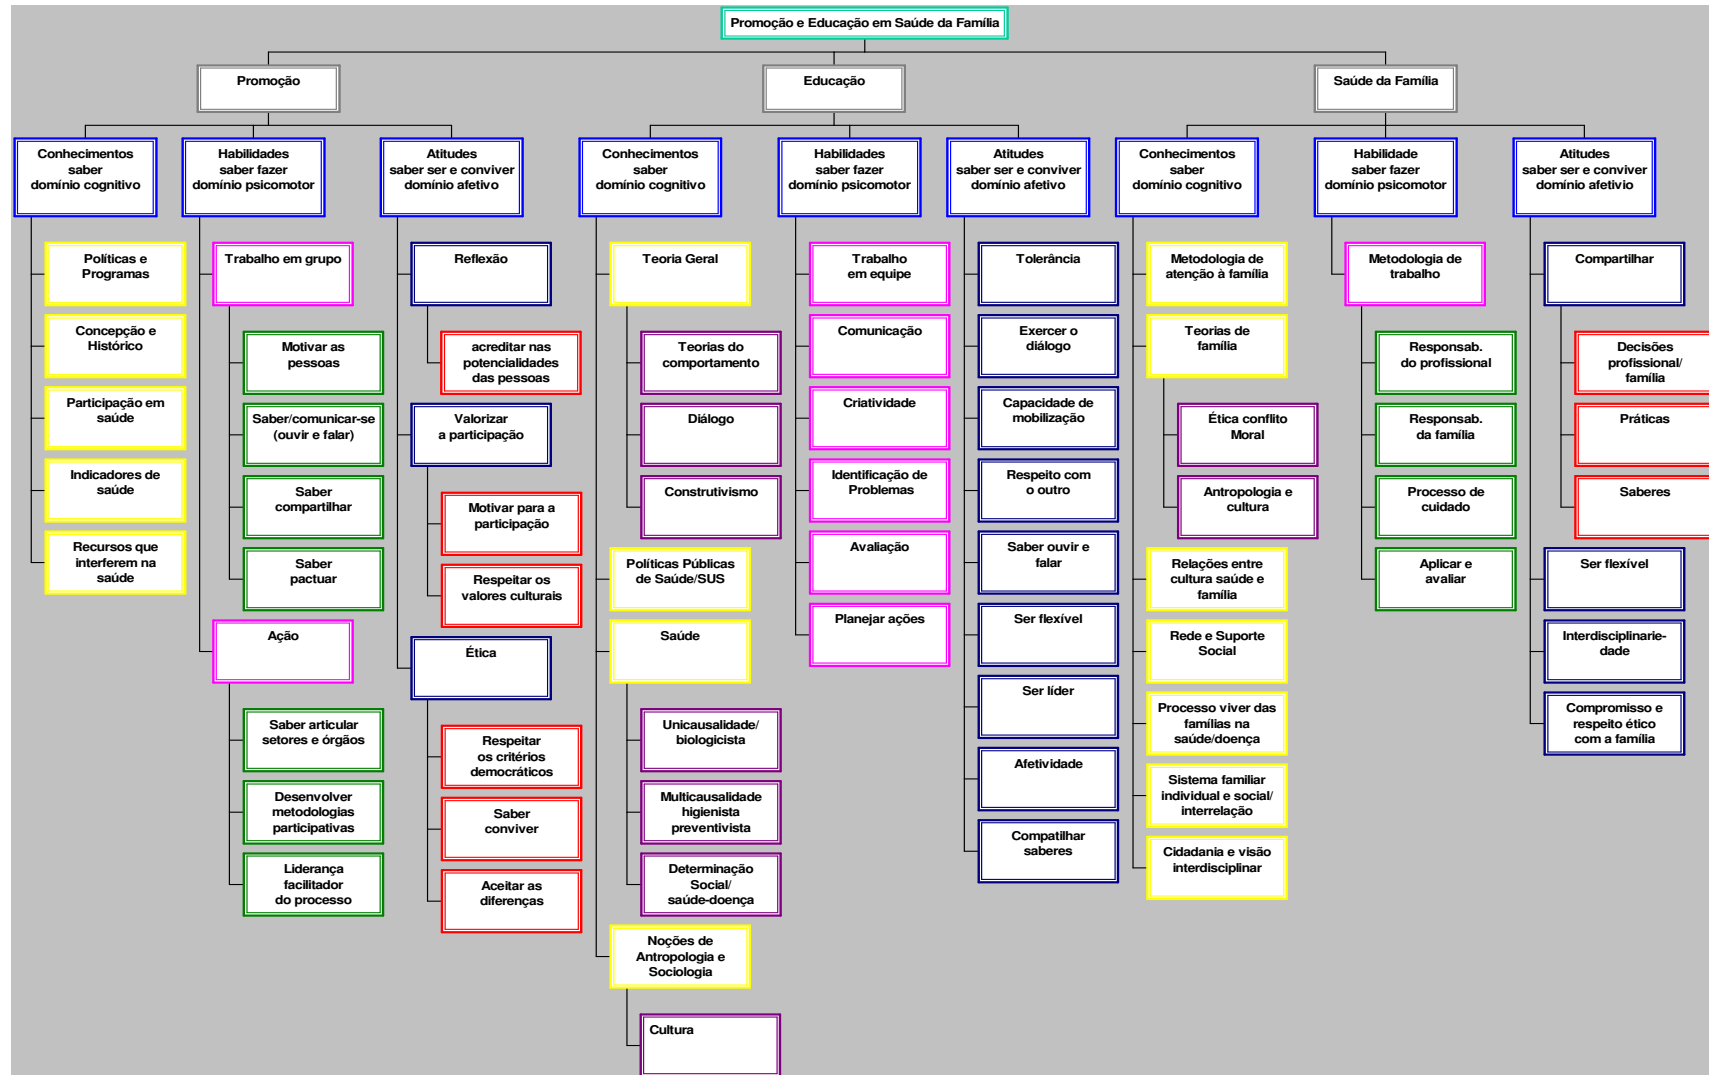 Promoção e Educação em Saúde da Família
Promoção
Educação
Saúde da Família
Conhecimentos
saber
domínio cognitivo
Habilidades
saber fazer
domínio psicomotor
Atitudes
saber ser e conviver
domínio afetivo
Conhecimentos
saber
domínio cognitivo
Habilidades
saber fazer
domínio psicomotor
Atitudes
saber ser e conviver
domínio afetivo
Conhecimentos
saber
domínio cognitivo
Habilidade
saber fazer
domínio psicomotor
Atitudes
saber ser e conviver
domínio afetivio
Políticas e
Programas
Concepção e
Histórico
Participação em
saúde
Indicadores de
saúde
Recursos que
interferem na
saúde
Trabalho em grupo
Motivar as
pessoas
Saber/comunicar-se
(ouvir e falar)
Saber
compartilhar
Saber
pactuar
Ação
Saber articular
setores e órgãos
Desenvolver
metodologias
participativas
Liderança
facilitador
do processo
Reflexão
acreditar nas
potencialidades
das pessoas
Valorizar
a participação
Motivar para a
participação
Respeitar os
valores culturais
Ética
Respeitar
os critérios
democráticos
Saber
conviver
Aceitar as
diferenças
Teoria Geral
Teorias do
comportamento
Diálogo
Construtivismo
Políticas Públicas
de Saúde/SUS
Saúde
Unicausalidade/
biologicista
Multicausalidade
higienista
preventivista
Determinação
Social/
saúde-doença
Noções de
Antropologia e
Sociologia
Cultura
Trabalho
em equipe
Comunicação
Criatividade
Identificação de
Problemas
Avaliação
Planejar ações
Tolerância
Exercer o
diálogo
Capacidade de
mobilização
Respeito com
o outro
Saber ouvir e
falar
Ser flexível
Ser líder
Afetividade
Compatilhar
saberes
Metodologia de
atenção à família
Teorias de
família
Ética conflito
Moral
Antropologia e
cultura
Relações entre
cultura saúde e
família
Rede e Suporte
Social
Processo viver das
famílias na
saúde/doença
Sistema familiar
individual e social/
interrelação
Cidadania e visão
interdisciplinar
Metodologia de
trabalho
Responsab.
do profissional
Responsab.
da família
Processo de
cuidado
Aplicar e
avaliar
Compartilhar
Decisões
profissional/
família
Práticas
Saberes
Ser flexível
Interdisciplinarie-
dade
Compromisso e
respeito ético
com a família